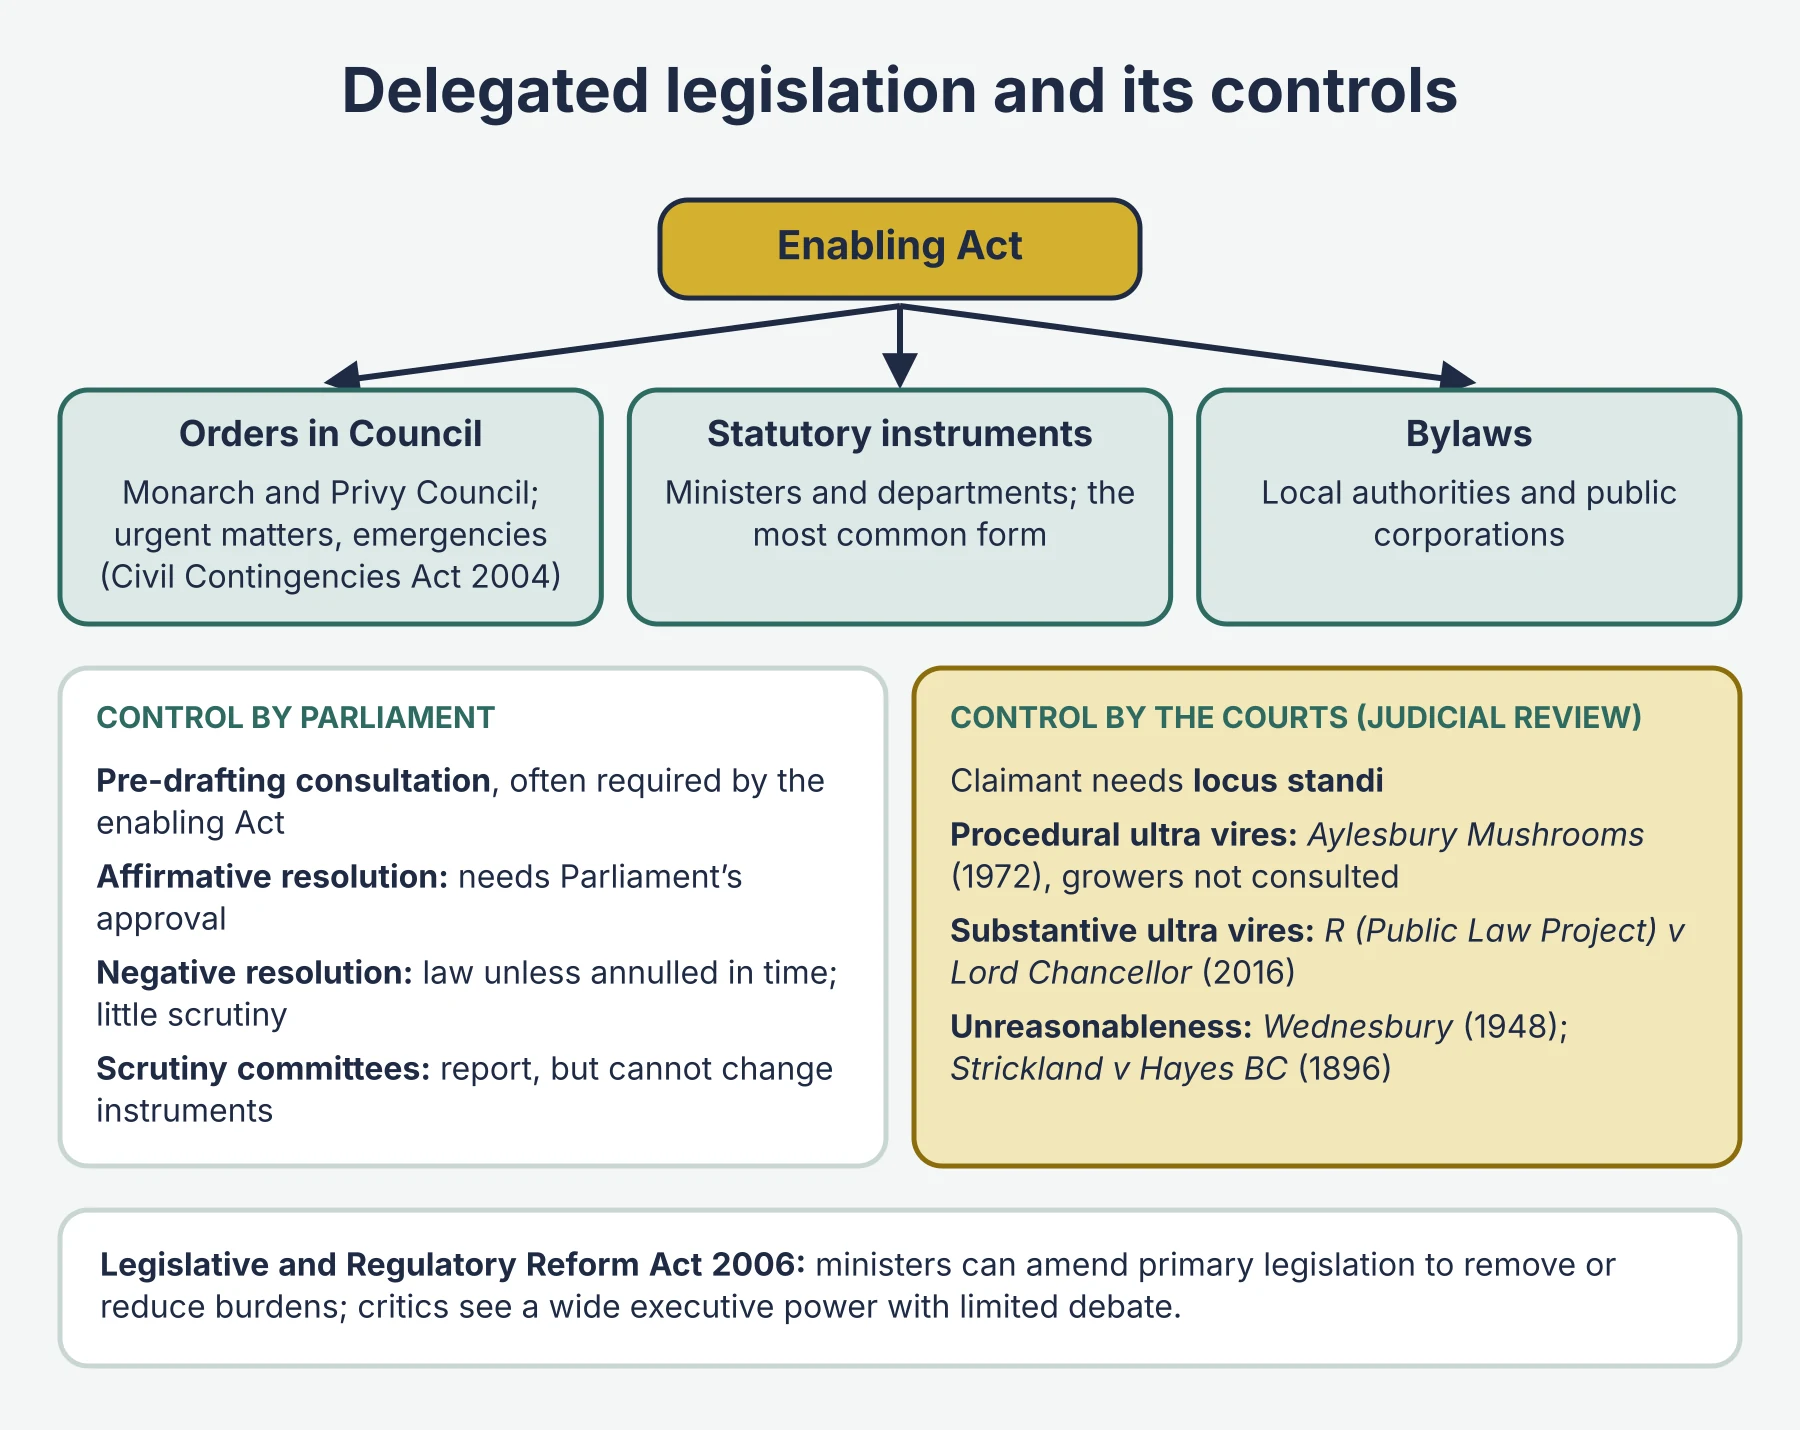 Delegated legislation and its controls
Enabling Act
Orders in Council
Monarch and Privy Council;
urgent matters, emergencies
(Civil Contingencies Act 2004)
Statutory instruments
Ministers and departments; the
most common form
Bylaws
Local authorities and public
corporations
CONTROL BY PARLIAMENT
Pre-drafting consultation, often required by the
enabling Act
Affirmative resolution: needs Parliament’s
approval
Negative resolution: law unless annulled in time;
little scrutiny
Scrutiny committees: report, but cannot change
instruments
CONTROL BY THE COURTS (JUDICIAL REVIEW)
Claimant needs locus standi
Procedural ultra vires: Aylesbury Mushrooms
(1972), growers not consulted
Substantive ultra vires: R (Public Law Project) v
Lord Chancellor (2016)
Unreasonableness: Wednesbury (1948);
Strickland v Hayes BC (1896)
Legislative and Regulatory Reform Act 2006: ministers can amend primary legislation to remove or
reduce burdens; critics see a wide executive power with limited debate.